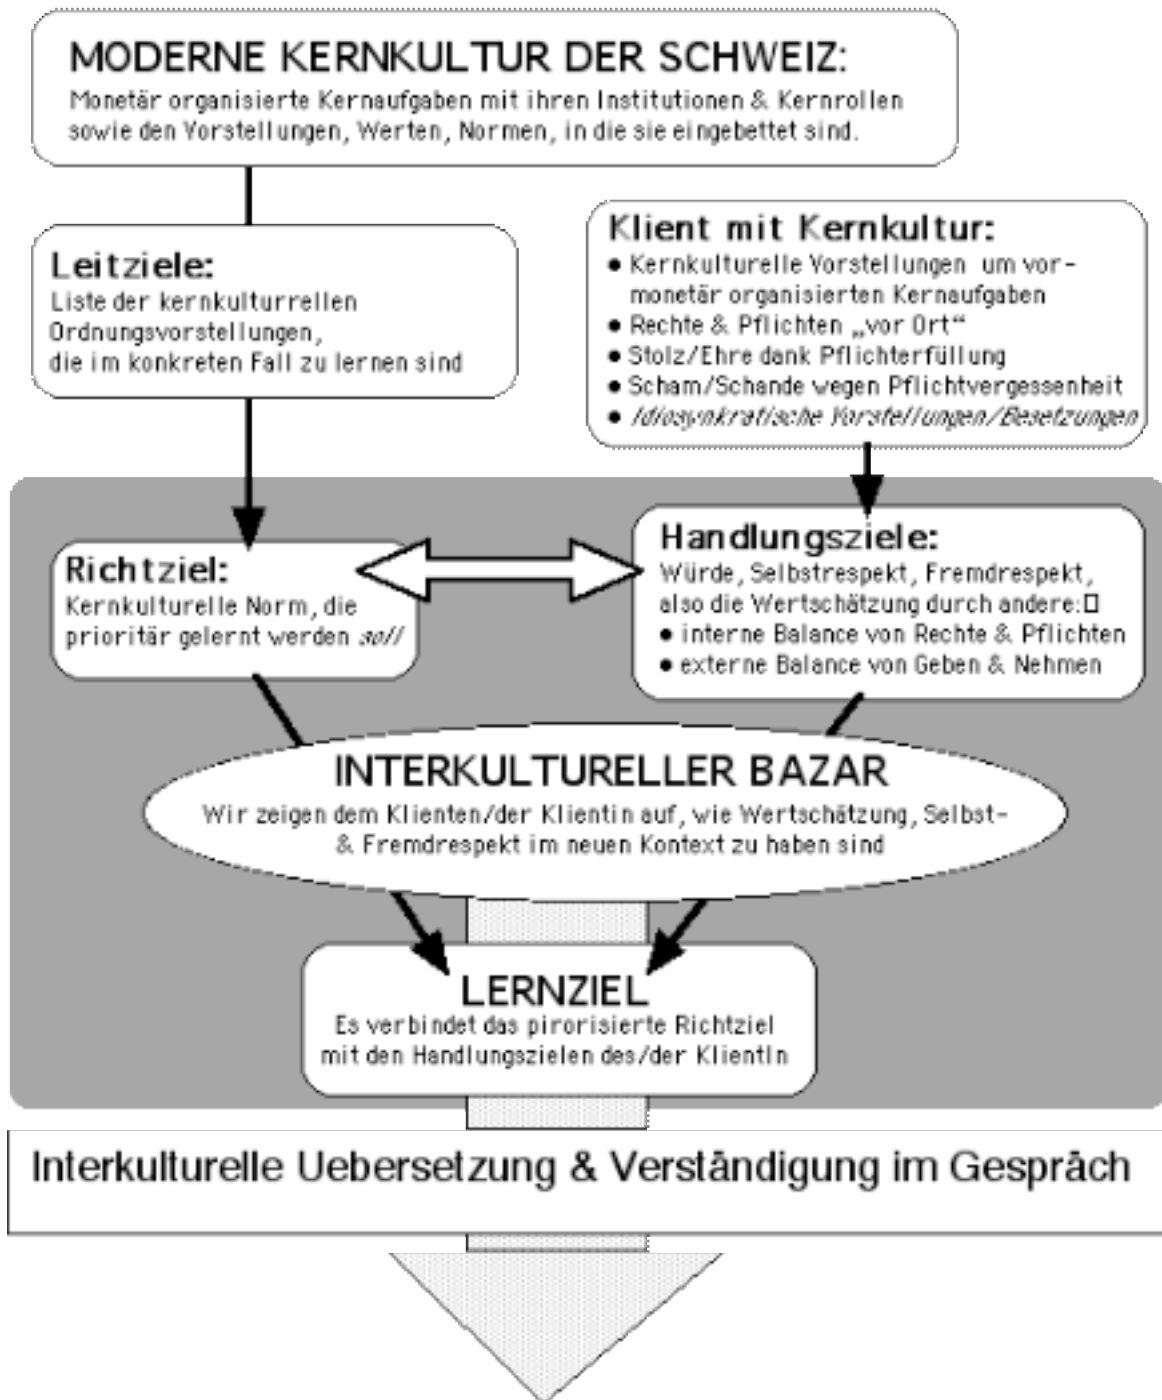 MODERNE KERNKULTUR DER SCHWEIZ:
Monetär organisierte Kernaufgaben mit ihren Institutionen & Kernrollen
sowie den Vorstellungen, Werten, Normen, in die sie eingebettet sind.
Leitziele:
Liste der kernkulturrellen
Ordnungsvorstellungen,
die im konkreten Fall zu lernen sind
Klient mit Kernkultur:
● Kernkulturelle Vorstellungen um vor-
monetär organisierten Kernaufgaben
● Rechte & Pflichten „vor Ort“
● Stolz/Ehre dank Pflichterfüllung
● Scham/Schande wegen Pflichtvergessenheit
● Idiosynkratische Vorstellungen/Besetzungen
Richtziel:
Kernkulturelle Norm, die
prioritär gelernt werden soll
Handlungsziele:
Würde, Selbstrespekt, Fremdrespekt,
also die Wertschätzung durch andere:▯
● interne Balance von Rechte & Pflichten
● externe Balance von Geben & Nehmen
INTERKULTURELLER BAZAR
Wir zeigen dem Klienten/der Klientin auf, wie Wertschätzung, Selbst-
& Fremdrespekt im neuen Kontext zu haben sind
LERNZIEL
Es verbindet das pirorisierte Richtziel
mit den Handlungszielen des/der KlientIn
Interkulturelle Uebersetzung & Verständigung im Gespräch